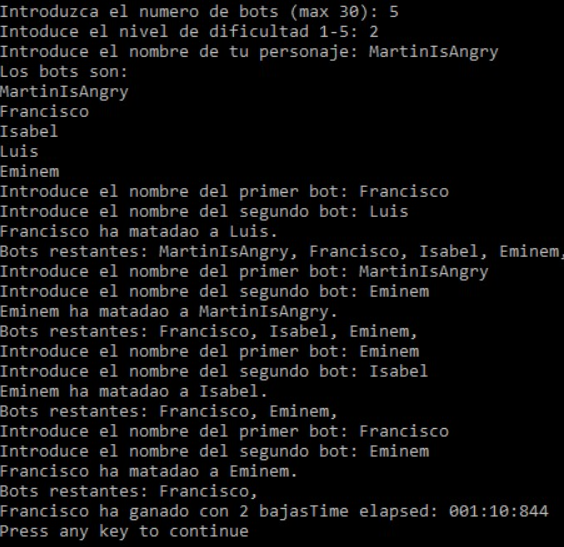 Introduzca el numero de bots (max 30): 5
Intoduce el nivel de dificultad 1-5: 2
Introduce el nombre de tu personaje: MartinIsAngry
Los bots son:
MartinIsAngry
Francisco
Isabel
Luis
Eminem
Introduce el nombre del primer bot: Francisco
Introduce el nombre del segundo bot: Luis
Francisco ha matadao a Luis.
Bots restantes: MartinIsAngry, Francisco, Isabel, Eminem,
Introduce el nombre del primer bot: MartinIsAngry
Introduce el nombre del segundo bot: Eminem
Eminem ha matadao a MartinIsAngry.
Bots restantes: Francisco, Isabel, Eminem,
Introduce el nombre del primer bot: Eminem
Introduce el nombre del segundo bot: Isabel
Eminem ha matadao a Isabel.
Bots restantes: Francisco, Eminem,
Introduce el nombre del primer bot: Francisco
Introduce el nombre del segundo bot: Eminem
Francisco ha matadao a Eminem.
Bots restantes: Francisco,
Francisco ha ganado con 2 bajasTime elapsed: 001:10:844
Press any key to continue